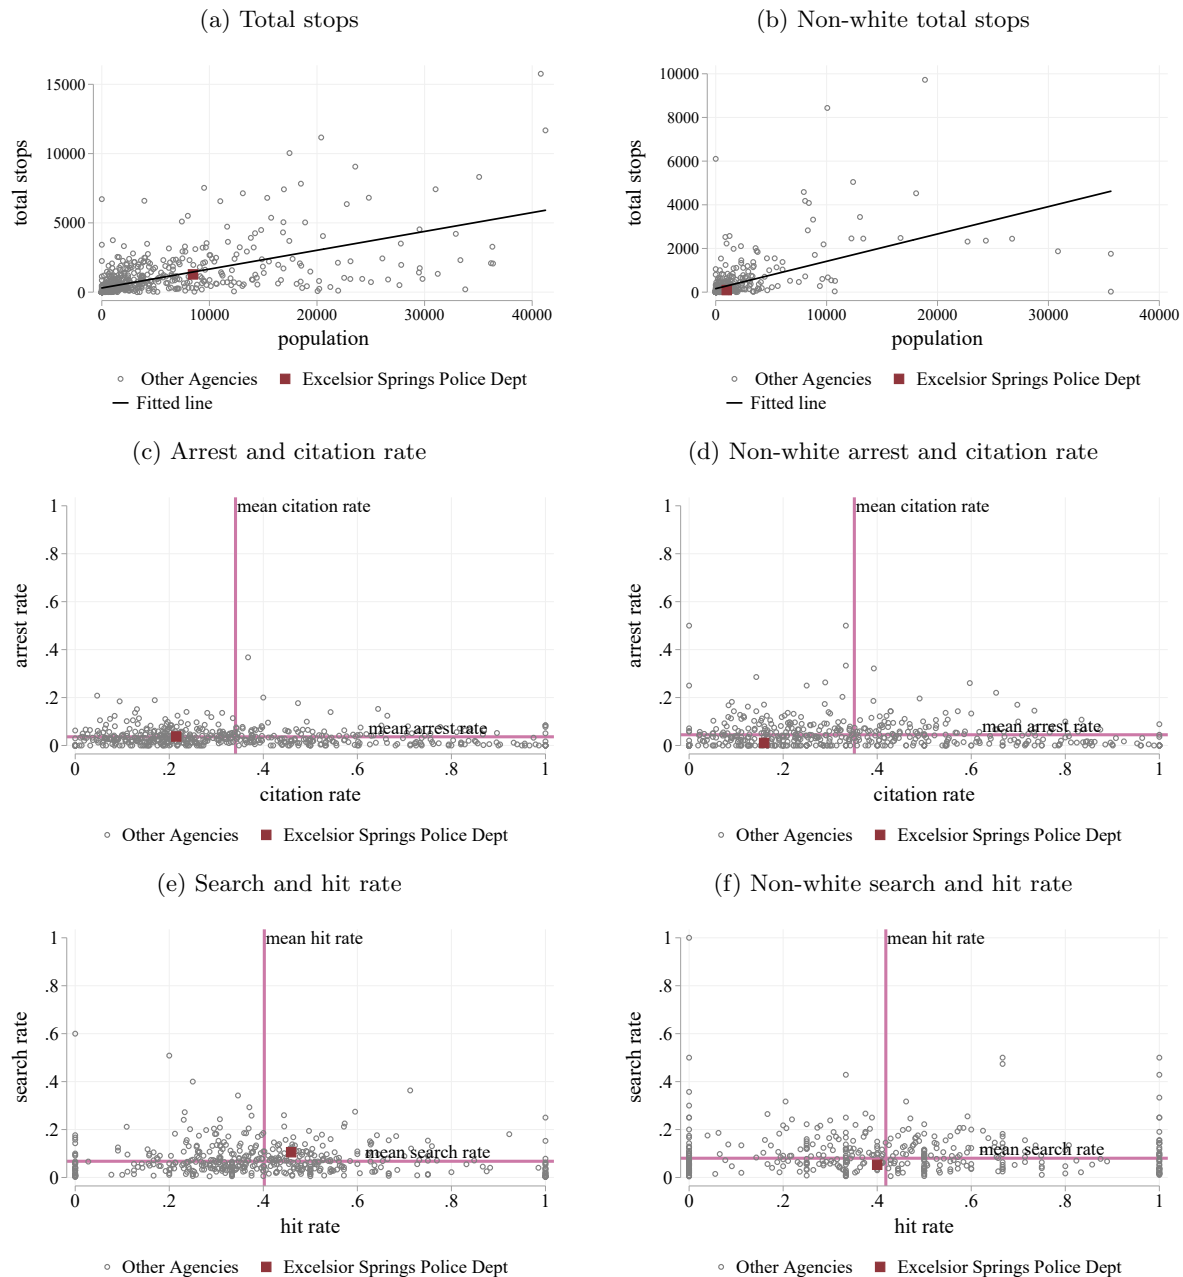 (a) Total stops
(b) Non-white total stops
total stops
15000
10000
5000
0
0 10000 20000 30000 40000
population
Other Agencies Excelsior Springs Police Dept
Fitted line
total stops
10000
8000
6000
4000
2000
0
0 10000 20000 30000 40000
population
Other Agencies Excelsior Springs Police Dept
Fitted line
(c) Arrest and citation rate
(d) Non-white arrest and citation rate
arrest rate
1
.8
.6
.4
.2
0
mean citation rate
mean arrest rate
0 .2 .4 .6 .8 1
citation rate
Other Agencies Excelsior Springs Police Dept
arrest rate
1
.8
.6
.4
.2
0
mean citation rate
mean arrest rate
0 .2 .4 .6 .8 1
citation rate
Other Agencies Excelsior Springs Police Dept
(e) Search and hit rate
(f) Non-white search and hit rate
search rate
1
.8
.6
.4
.2
0
mean hit rate
mean search rate
0 .2 .4 .6 .8 1
hit rate
Other Agencies Excelsior Springs Police Dept
search rate
1
.8
.6
.4
.2
0
mean hit rate
mean search rate
0 .2 .4 .6 .8 1
hit rate
Other Agencies Excelsior Springs Police Dept